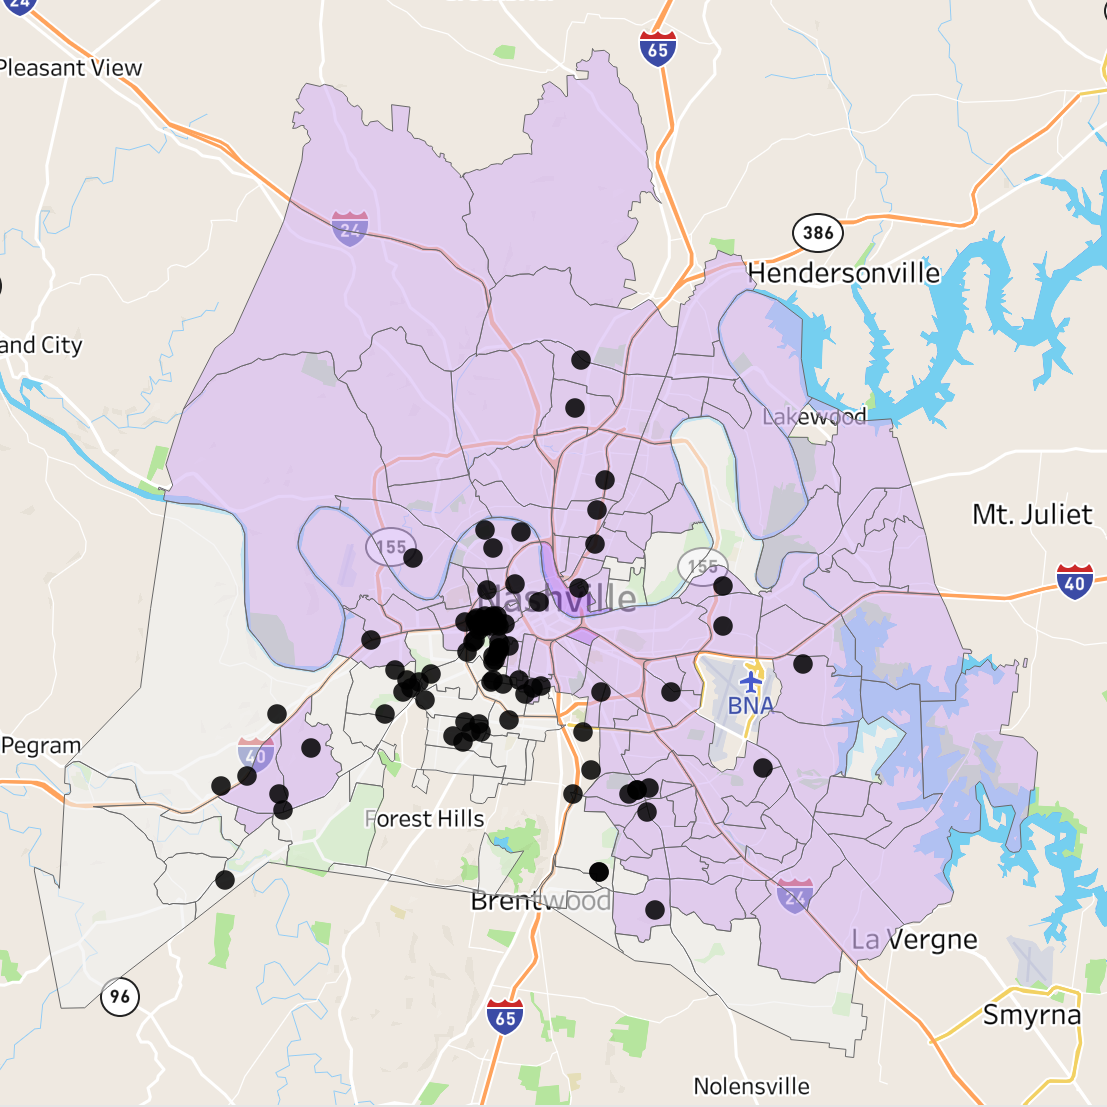 24
65
Pleasant View
24
386
Hendersonville
and City
Lakewood
Mt. Juliet
155
155
40
Nashville
BNA
Pegram
40
Forest Hills
24
Brentwood
La Vergne
96
65
Smyrna
Nolensville